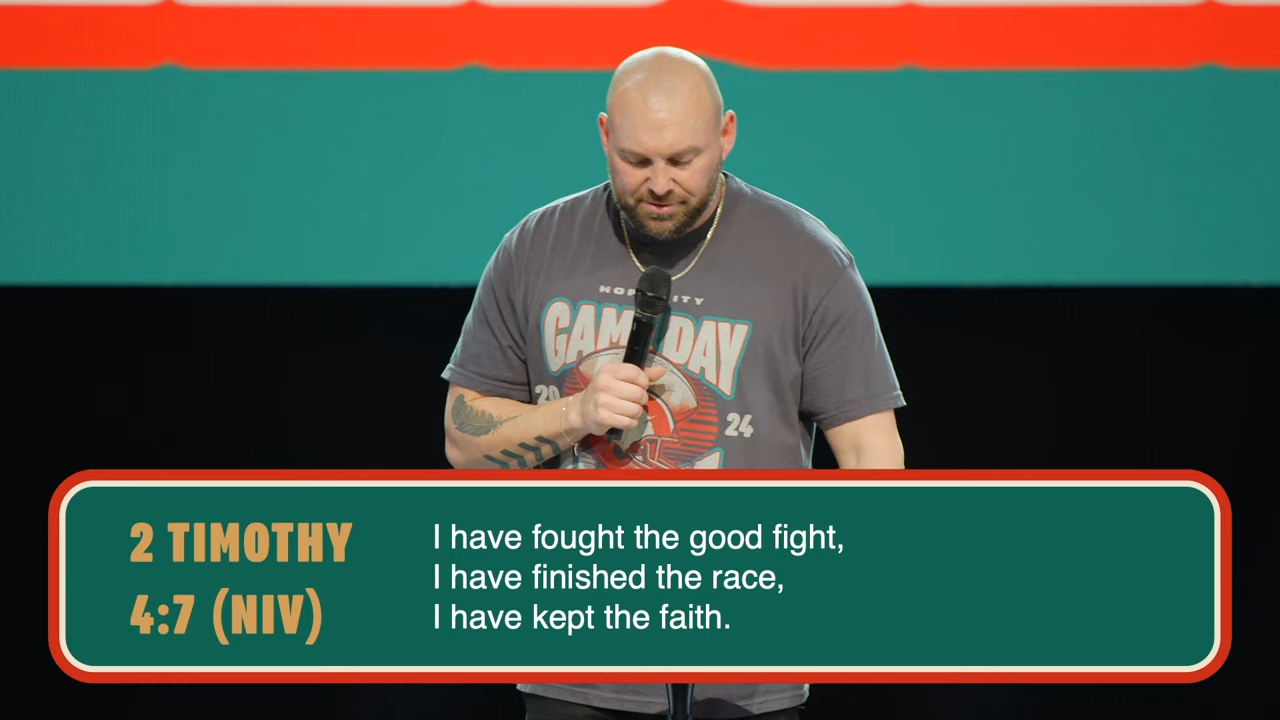 GAME DAY
24
2 TIMOTHY
4:7 (NIV)
I have fought the good fight,
I have finished the race,
I have kept the faith.